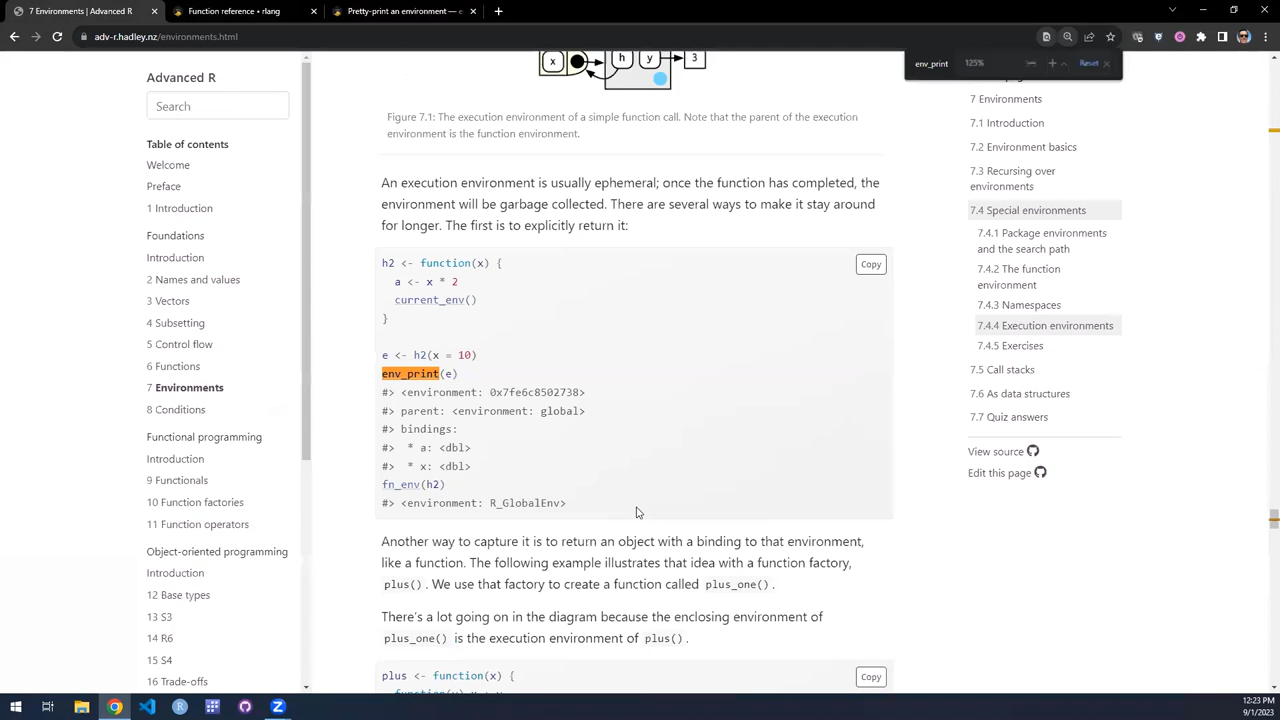 7 Environments | Advanced R
Function reference • rlang
Pretty-print an environment — e
adv-r.hadley.nz/environments.html
env_print
125%
Reset
Advanced R
Search
Table of contents
Welcome
Preface
1 Introduction
Foundations
Introduction
2 Names and values
3 Vectors
4 Subsetting
5 Control flow
6 Functions
7 Environments
8 Conditions
Functional programming
Introduction
9 Functionals
10 Function factories
11 Function operators
Object-oriented programming
Introduction
12 Base types
13 S3
14 R6
15 S4
16 Trade-offs
x h y 3
Figure 7.1: The execution environment of a simple function call. Note that the parent of the execution
environment is the function environment.
An execution environment is usually ephemeral; once the function has completed, the
environment will be garbage collected. There are several ways to make it stay around
for longer. The first is to explicitly return it:
Copy
h2 <- function(x) {
a <- x * 2
current_env()
}
e <- h2(x = 10)
env_print(e)
#> <environment: 0x7fe6c8502738>
#> parent: <environment: global>
#> bindings:
#> * a: <dbl>
#> * x: <dbl>
fn_env(h2)
#> <environment: R_GlobalEnv>
Another way to capture it is to return an object with a binding to that environment,
like a function. The following example illustrates that idea with a function factory,
plus(). We use that factory to create a function called plus_one().
There's a lot going on in the diagram because the enclosing environment of
plus_one() is the execution environment of plus().
Copy
plus <- function(x) {
7 Environments
7.1 Introduction
7.2 Environment basics
7.3 Recursing over
environments
7.4 Special environments
7.4.1 Package environments
and the search path
7.4.2 The function
environment
7.4.3 Namespaces
7.4.4 Execution environments
7.4.5 Exercises
7.5 Call stacks
7.6 As data structures
7.7 Quiz answers
View source
Edit this page
12:23 PM
9/1/2023